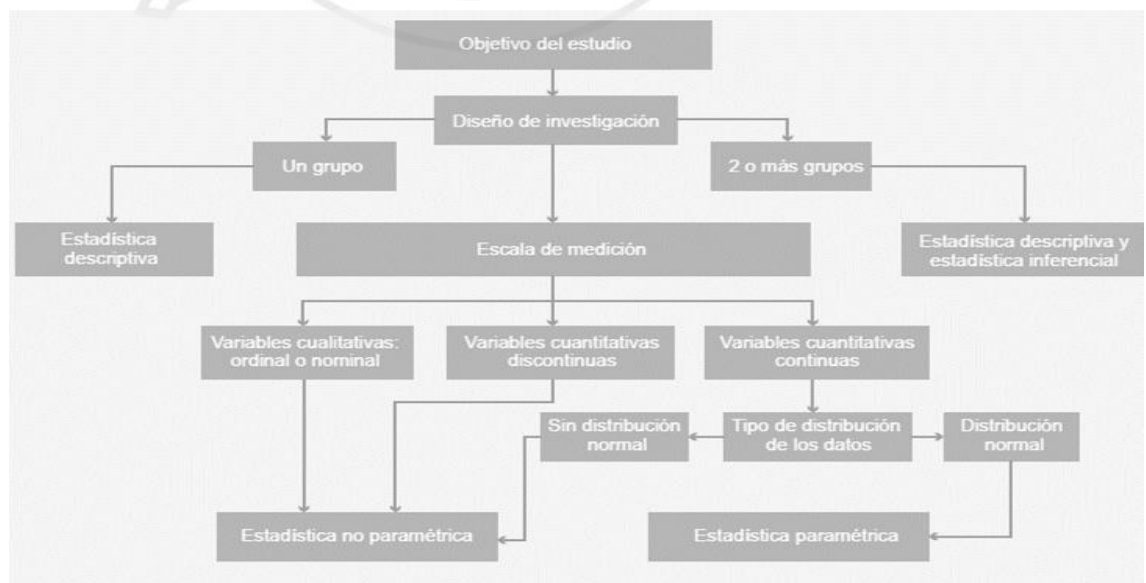 Objetivo del estudio
Diseño de investigación
Un grupo
2 o más grupos
Estadística
descriptiva
Escala de medición
Estadística descriptiva y
estadística inferencial
Variables cualitativas:
ordinal o nominal
Variables cuantitativas
discontinuas
Variables cuantitativas
continuas
Sin distribución
normal
Tipo de distribución
de los datos
Distribución
normal
Estadística no paramétrica
Estadística paramétrica